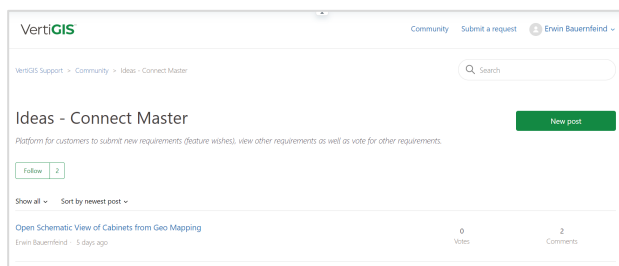 VertiGIS
Community Submit a request Erwin Bauernfeind
VertiGIS Support > Community > Ideas - Connect Master
Search
Ideas - Connect Master
New post
Platform for customers to submit new requirements (feature wishes), view other requirements as well as vote for other requirements.
Follow 2
Show all Sort by newest post
Open Schematic View of Cabinets from Geo Mapping
Erwin Bauernfeind · 5 days ago
0 2
Votes Comments